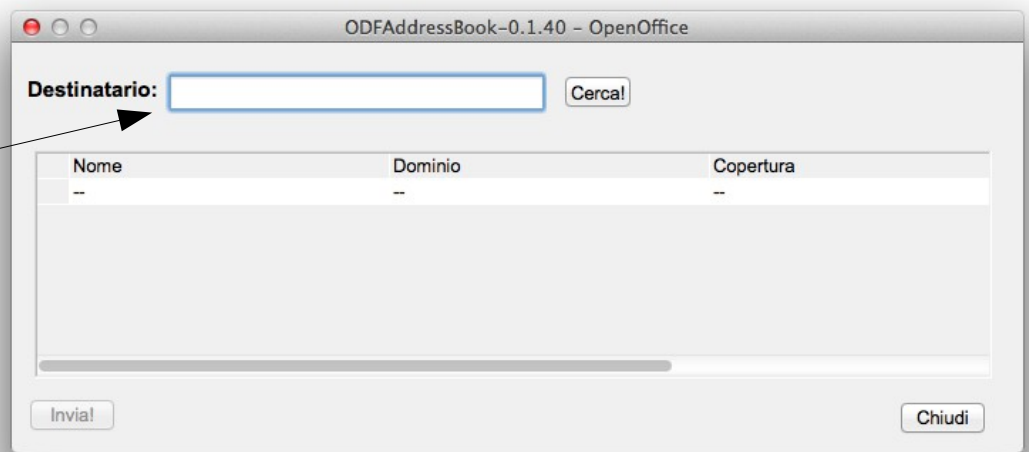 ODFAddressBook-0.1.40 – OpenOffice
Destinatario:
Cerca!
Nome Dominio Copertura
-- -- --
Invia!
Chiudi